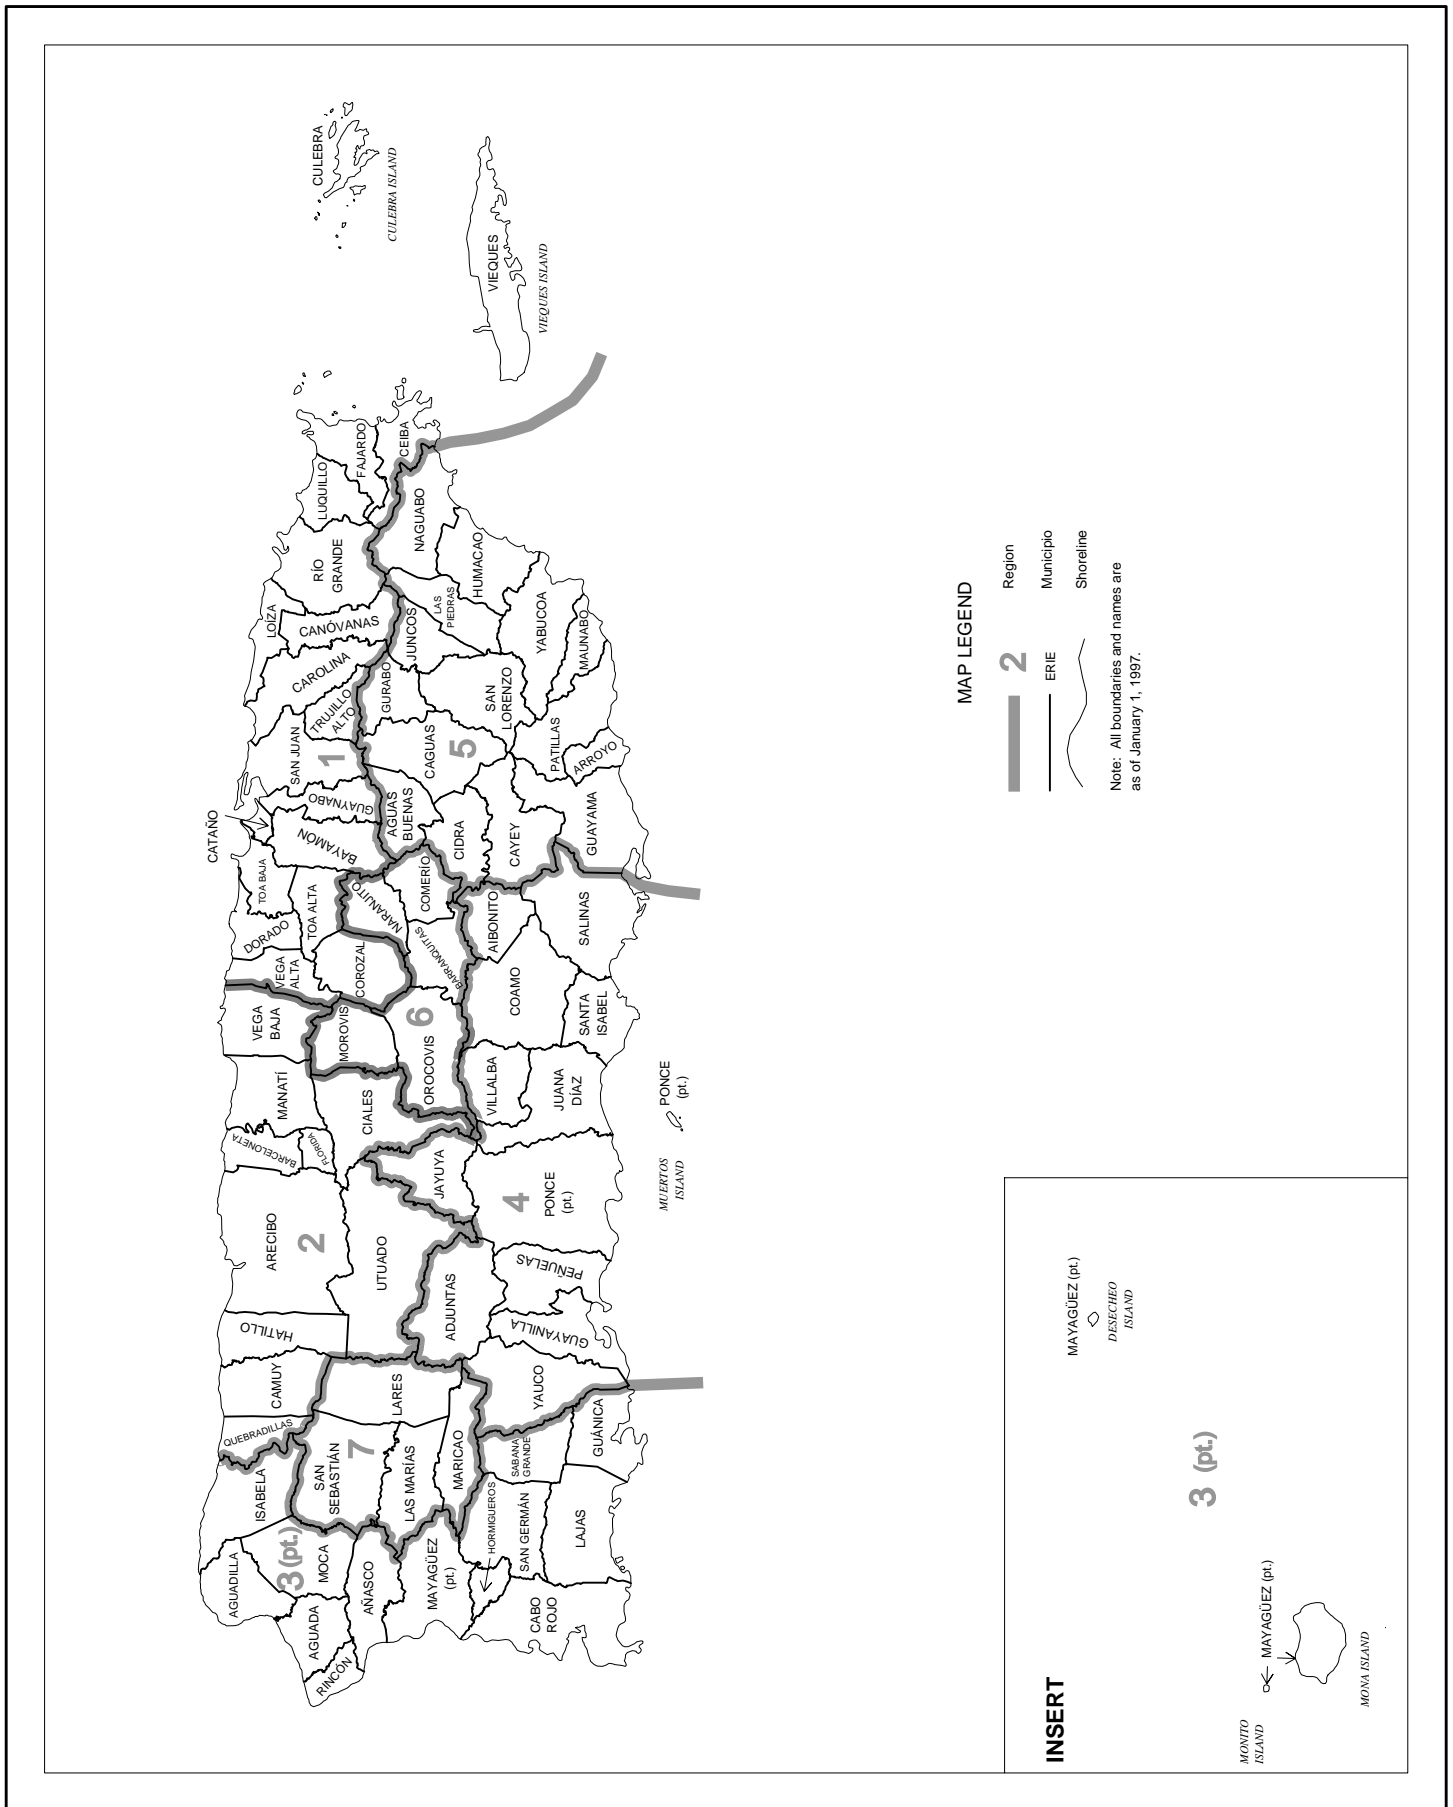 CULEBRA
CULEBRA ISLAND
VIEQUES
VIEQUES ISLAND
CATAÑO
LUQUILLO
FAJARDO
CEIBA
RÍO
GRANDE
NAGUABO
HUMACAO
LOÍZA
CANÓVANAS
JUNCOS
LAS
PIEDRAS
YABUCOA
MAUNABO
CAROLINA
TRUJILLO
ALTO
GURABO
SAN
LORENZO
SAN JUAN
1
CAGUAS
5
PATILLAS
ARROYO
GUAYNABO
AGUAS
BUENAS
BAYAMÓN
CIDRA
CAYEY
GUAYAMA
TOA BAJA
TOA ALTA
NARANJITO
COMERÍO
AIBONITO
SALINAS
DORADO
VEGA
ALTA
COROZAL
BARRANQUITAS
COAMO
SANTA
ISABEL
VEGA
BAJA
MOROVIS
6
OROCOVIS
VILLALBA
JUANA
DÍAZ
MANATÍ
CIALES
BARCELONETA
FLORIDA
JAYUYA
4
PONCE
(pt.)
PONCE
(pt.)
MUERTOS
ISLAND
ARECIBO
2
UTUADO
ADJUNTAS
PEÑUELAS
GUAYANILLA
HATILLO
CAMUY
LARES
YAUCO
QUEBRADILLAS
SAN
SEBASTIÁN
7
LAS MARÍAS
MARICAO
SABANA
GRANDE
GUÁNICA
ISABELA
HORMIGUEROS
SAN GERMÁN
LAJAS
AGUADILLA
3 (pt.)
MOCA
AÑASCO
MAYAGÜEZ
(pt.)
CABO
ROJO
AGUADA
RINCÓN
MAP LEGEND
2
Region
ERIE
Municipio
Shoreline
Note: All boundaries and names are
as of January 1, 1997.
INSERT
MAYAGÜEZ (pt.)
DESECHEO
ISLAND
3 (pt.)
MAYAGÜEZ (pt.)
MONITO
ISLAND
MONA ISLAND